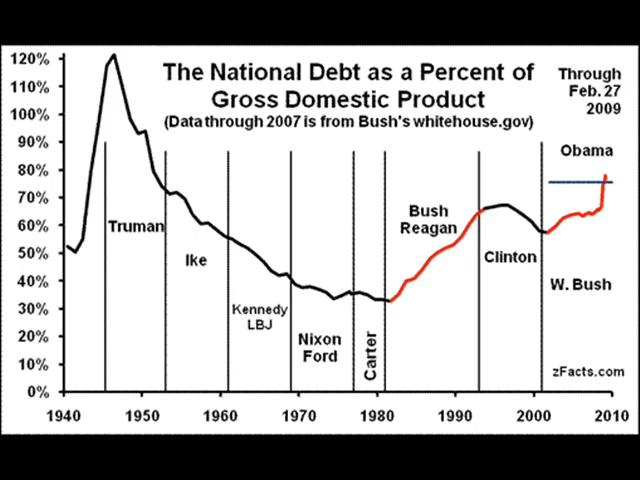 The National Debt as a Percent of
Gross Domestic Product
(Data through 2007 is from Bush's whitehouse.gov)
Through
Feb. 27
2009
120%
110%
100%
90%
80%
70%
60%
50%
40%
30%
20%
10%
0%
Truman
Ike
Kennedy
LBJ
Nixon
Ford
Carter
Bush
Reagan
Clinton
Obama
W. Bush
zFacts.com
1940
1950
1960
1970
1980
1990
2000
2010